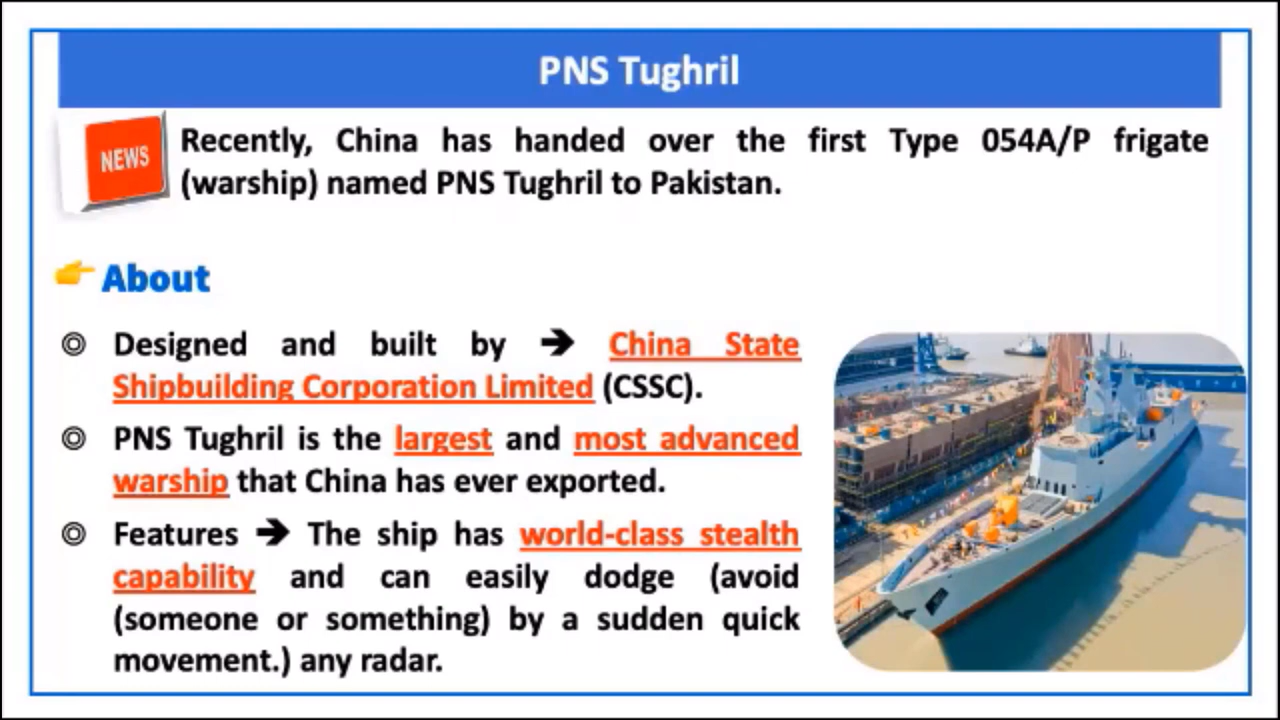 PNS Tughril
NEWS
Recently, China has handed over the first Type 054A/P frigate
(warship) named PNS Tughril to Pakistan.
About
Designed and built by ➔ China State
Shipbuilding Corporation Limited (CSSC).
PNS Tughril is the largest and most advanced
warship that China has ever exported.
Features ➔ The ship has world-class stealth
capability and can easily dodge (avoid
(someone or something) by a sudden quick
movement.) any radar.